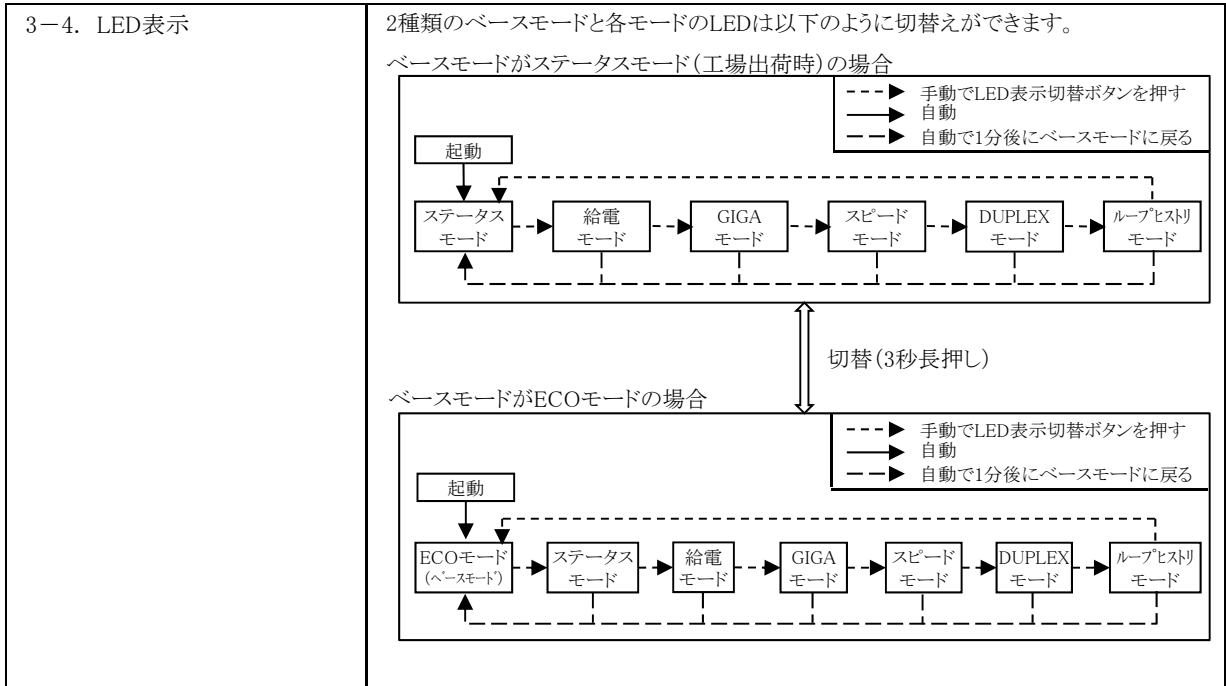 3－4．LED表示
2種類のベースモードと各モードのLEDは以下のように切替えができます。
ベースモードがステータスモード（工場出荷時）の場合
手動でLED表示切替ボタンを押す
自動
自動で1分後にベースモードに戻る
起動
ステータス
モード
給電
モード
GIGA
モード
スピード
モード
DUPLEX
モード
ループヒストリ
モード
切替（3秒長押し）
ベースモードがECOモードの場合
手動でLED表示切替ボタンを押す
自動
自動で1分後にベースモードに戻る
起動
ECOモード
（ベースモード）
ステータス
モード
給電
モード
GIGA
モード
スピード
モード
DUPLEX
モード
ループヒストリ
モード